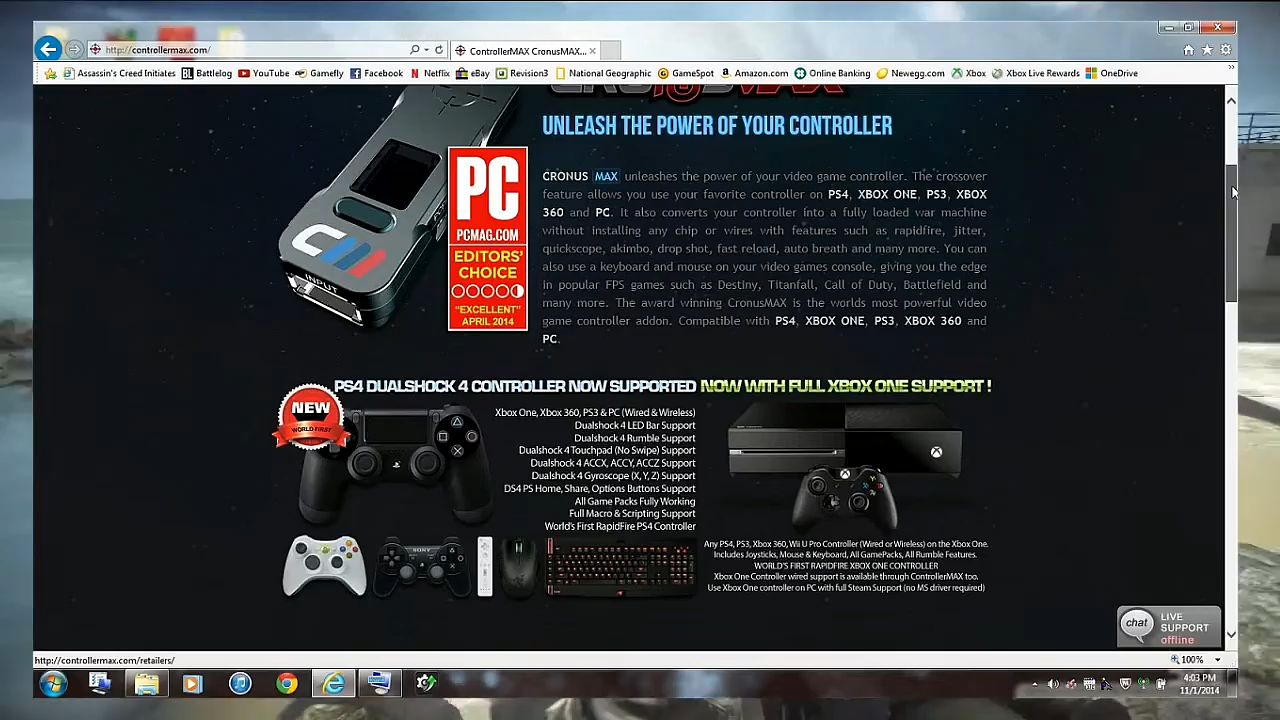 http://controllermax.com/
ControllerMAX CronusMAX...
Assassin's Creed Initiates Battlelog YouTube Gamefly Facebook Netflix eBay Revision3 National Geographic GameSpot Amazon.com Online Banking Newegg.com Xbox Xbox Live Rewards OneDrive
UNLEASH THE POWER OF YOUR CONTROLLER
CRONUS MAX unleashes the power of your video game controller. The crossover
feature allows you use your favorite controller on PS4, XBOX ONE, PS3, XBOX
360 and PC. It also converts your controller into a fully loaded war machine
without installing any chip or wires with features such as rapidfire, jitter,
quickscope, akimbo, drop shot, fast reload, auto breath and many more. You can
also use a keyboard and mouse on your video games console, giving you the edge
in popular FPS games such as Destiny, Titanfall, Call of Duty, Battlefield and
many more. The award winning CronusMAX is the worlds most powerful video
game controller addon. Compatible with PS4, XBOX ONE, PS3, XBOX 360 and
PC.
PC
PCMAG.COM
EDITORS'
CHOICE
"EXCELLENT"
APRIL 2014
INPUT
PS4 DUALSHOCK 4 CONTROLLER NOW SUPPORTED NOW WITH FULL XBOX ONE SUPPORT !
NEW
WORLD FIRST
Xbox One, Xbox 360, PS3 & PC (Wired & Wireless)
Dualshock 4 LED Bar Support
Dualshock 4 Rumble Support
Dualshock 4 Touchpad (No Swipe) Support
Dualshock 4 ACCX, ACCY, ACCZ Support
Dualshock 4 Gyroscope (X, Y, Z) Support
DS4 PS Home, Share, Options Buttons Support
All Game Packs Fully Working
Full Macro & Scripting Support
World's First RapidFire PS4 Controller
SONY
Any PS4, PS3, Xbox 360, Wii U Pro Controller (Wired or Wireless) on the Xbox One.
Includes Joysticks, Mouse & Keyboard, All GamePacks, All Rumble Features.
WORLD'S FIRST RAPIDFIRE XBOX ONE CONTROLLER
Xbox One Controller wired support is available through ControllerMAX too.
Use Xbox One controller on PC with full Steam Support (no MS driver required)
chat
LIVE
SUPPORT
offline
http://controllermax.com/retailers/
100%
4:03 PM
11/1/2014